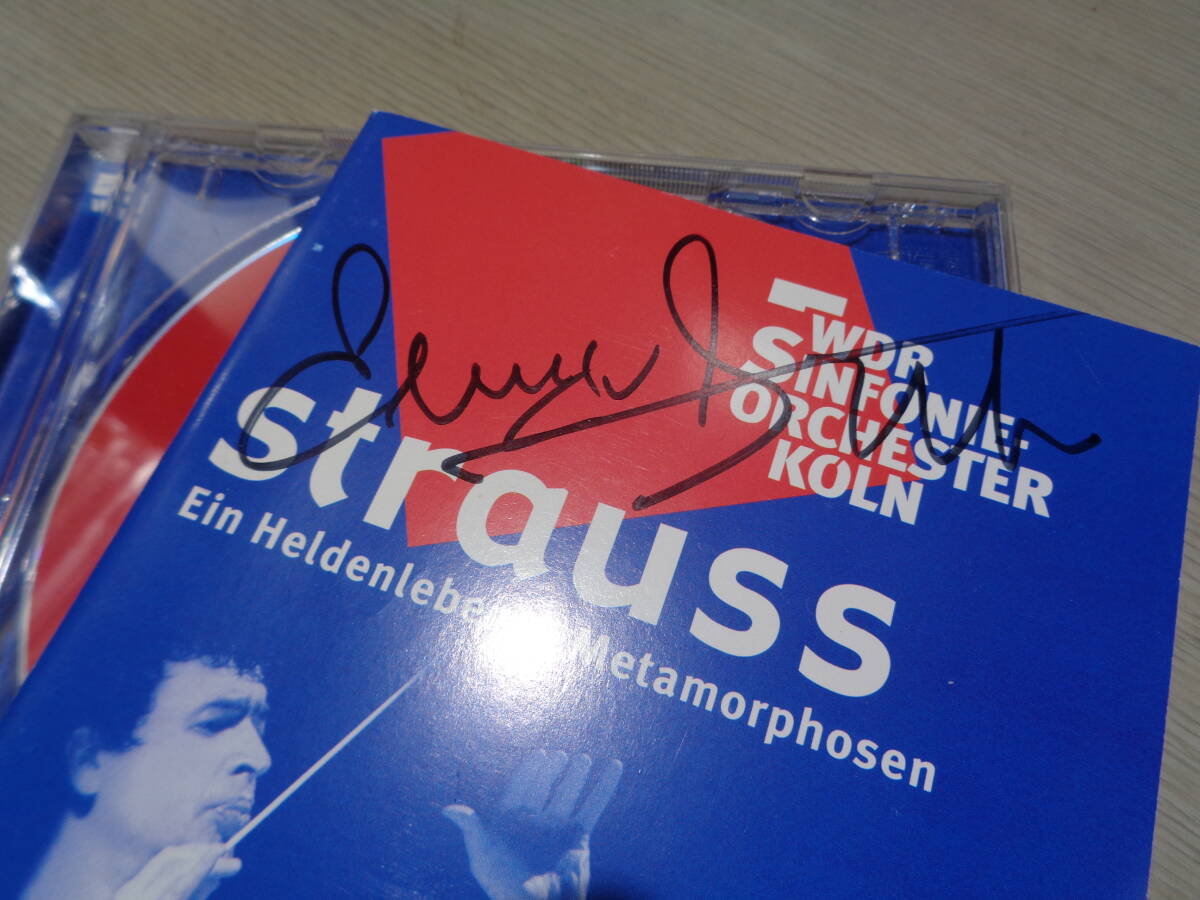 WDR
SINFONIE-
ORCHESTER
KÖLN
strauss
Ein Heldenleben Metamorphosen